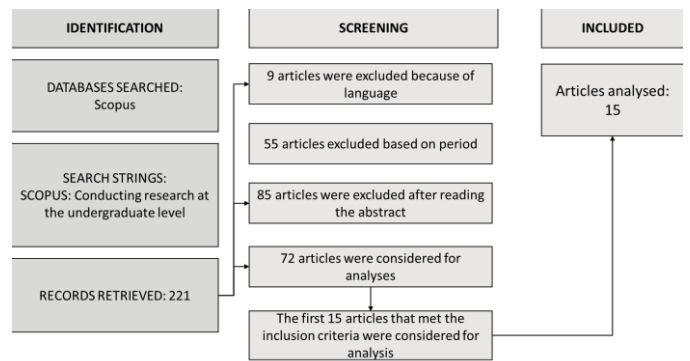 IDENTIFICATION
DATABASES SEARCHED:
Scopus
SEARCH STRINGS:
SCOPUS: Conducting research at
the undergraduate level
RECORDS RETRIEVED: 221
SCREENING
9 articles were excluded because of
language
55 articles excluded based on period
85 articles were excluded after reading
the abstract
72 articles were considered for
analyses
The first 15 articles that met the
inclusion criteria were considered for
analysis
INCLUDED
Articles analysed:
15